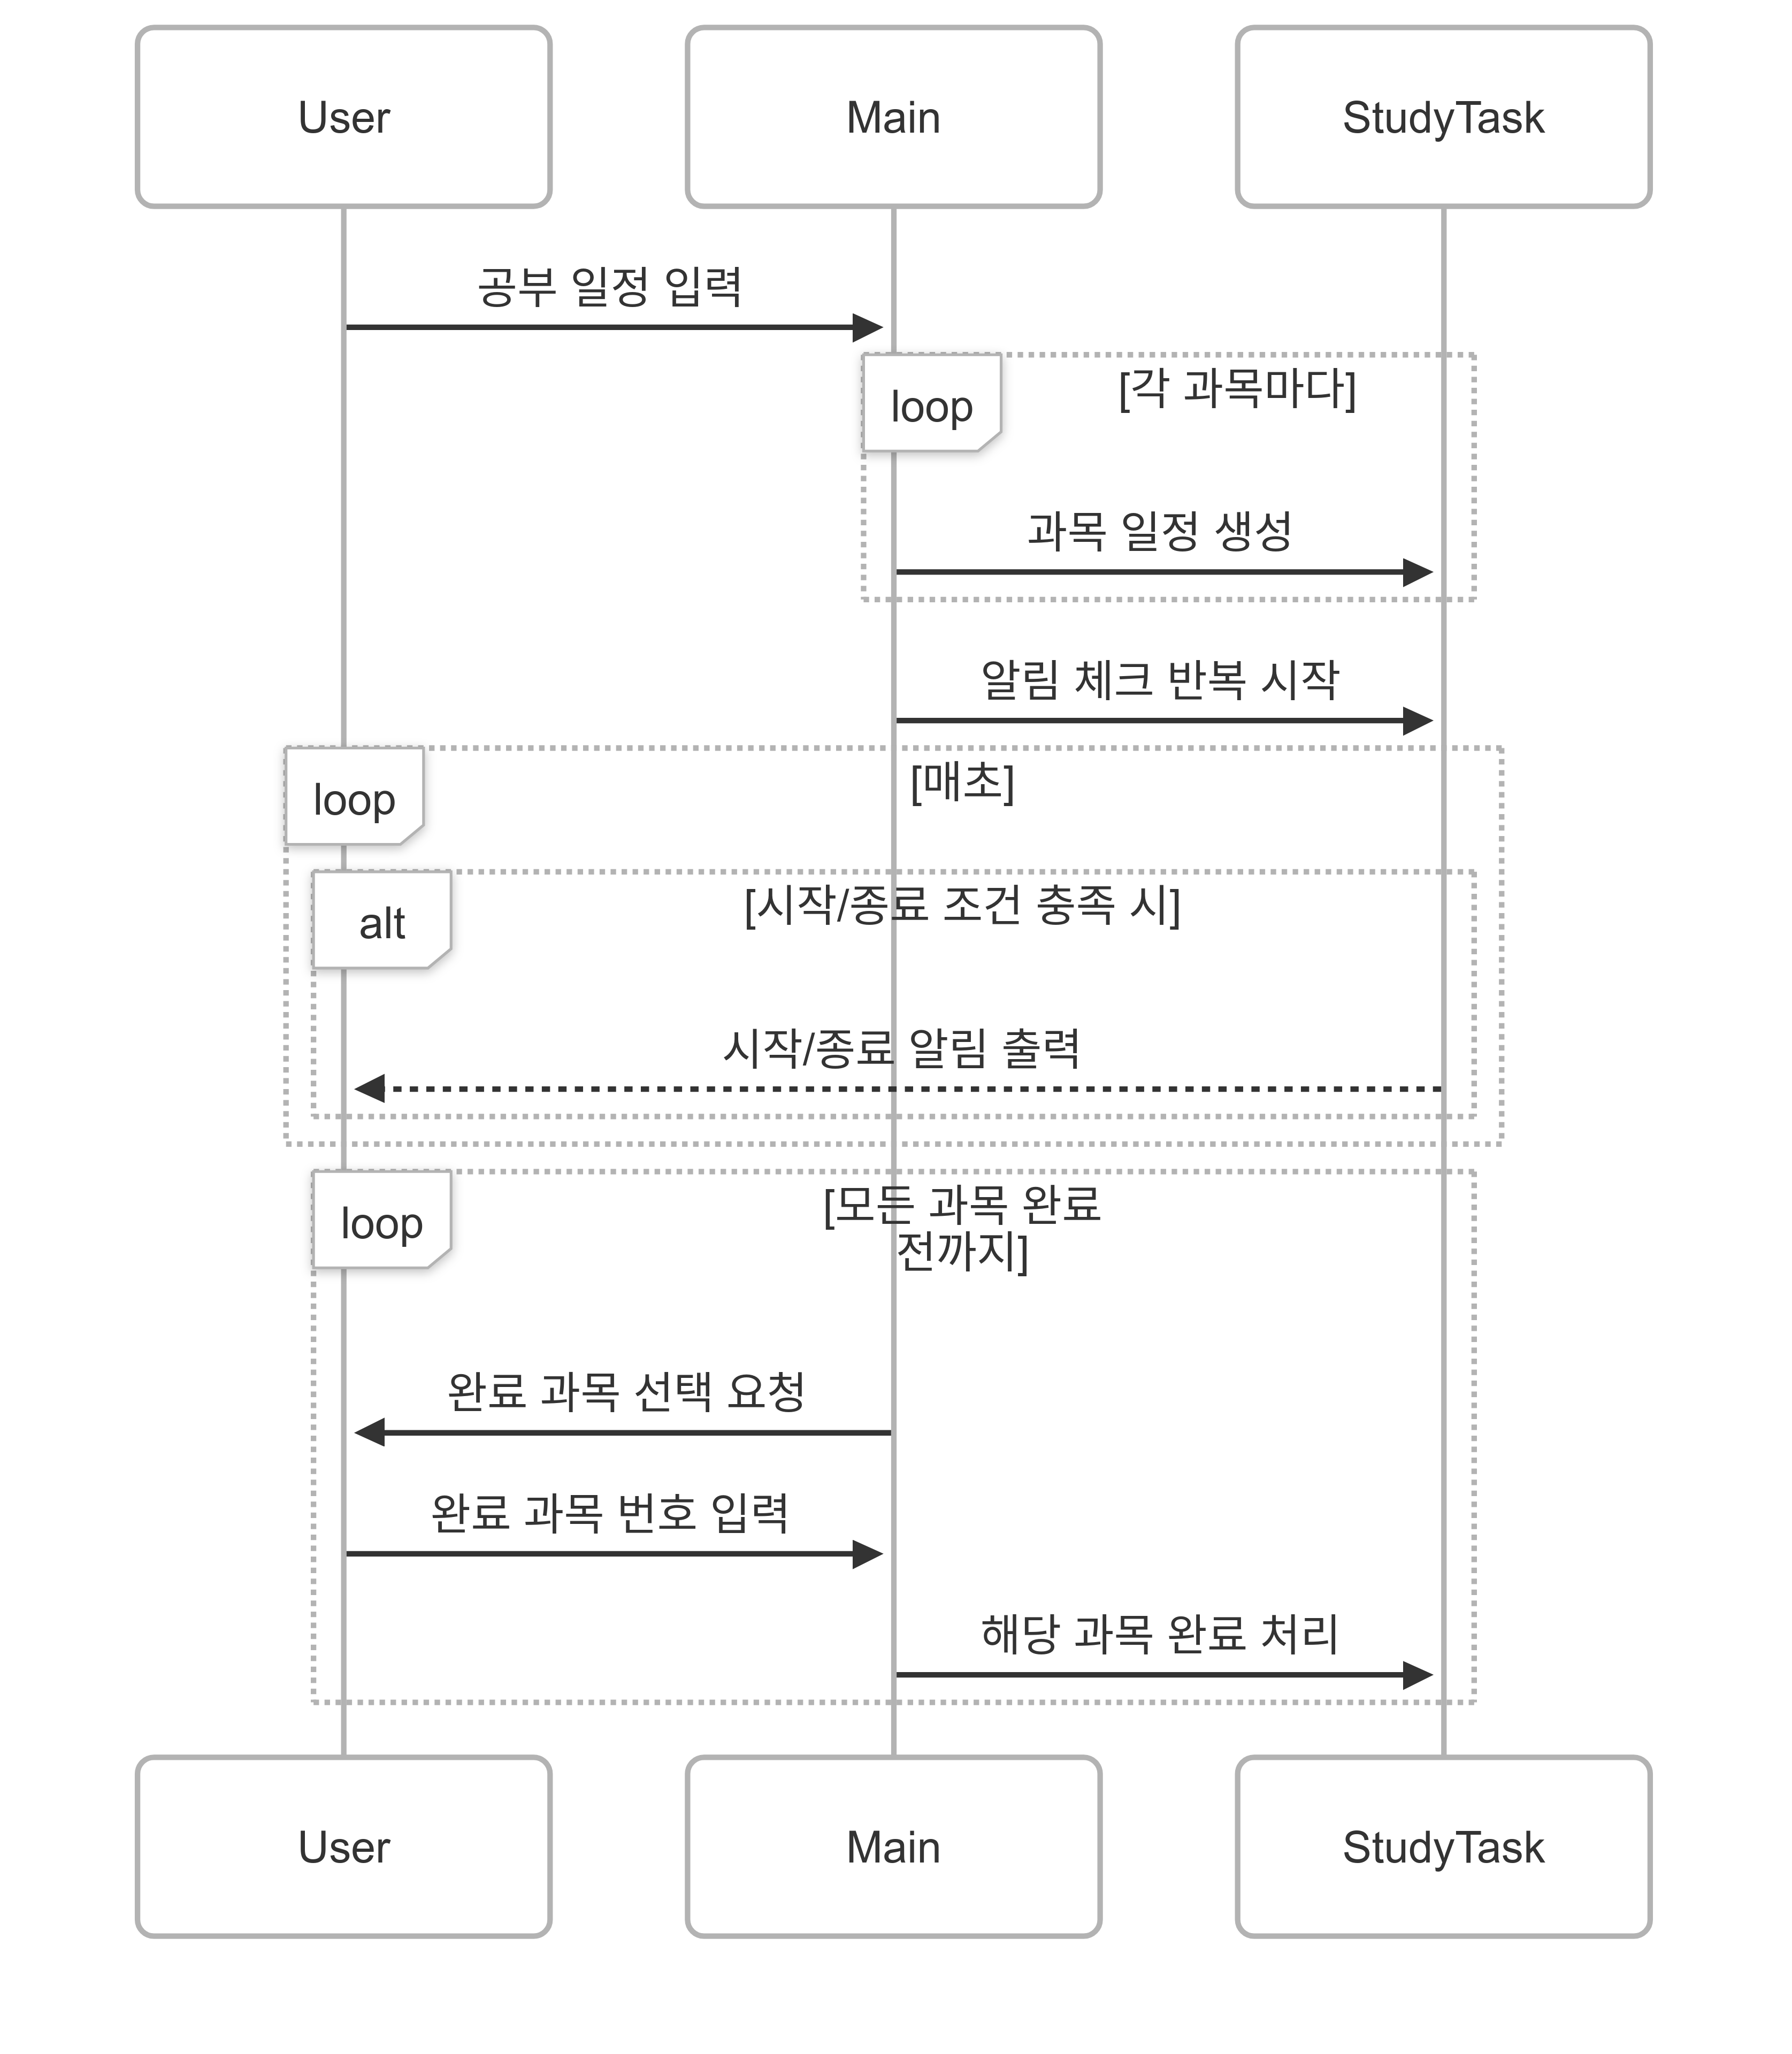 User
Main
StudyTask
공부 일정 입력
loop
[각 과목마다]
과목 일정 생성
알림 체크 반복 시작
loop
[매초]
alt
[시작/종료 조건 충족 시]
시작/종료 알림 출력
loop
[모든 과목 완료
전까지]
완료 과목 선택 요청
완료 과목 번호 입력
해당 과목 완료 처리
User
Main
StudyTask